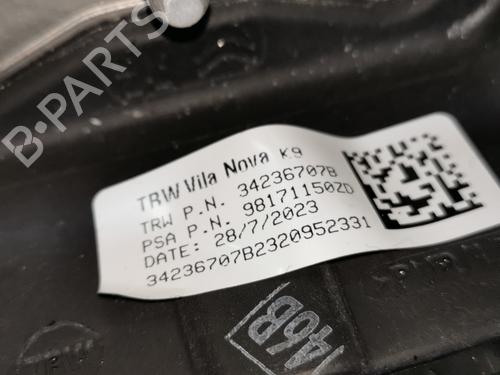 B-PARTS
TRW Vila Nova K9
TRW P.N. 34236707B
PSA P.N. 98171150ZD
DATE: 28/7/2023
34236707B2320952331
46B